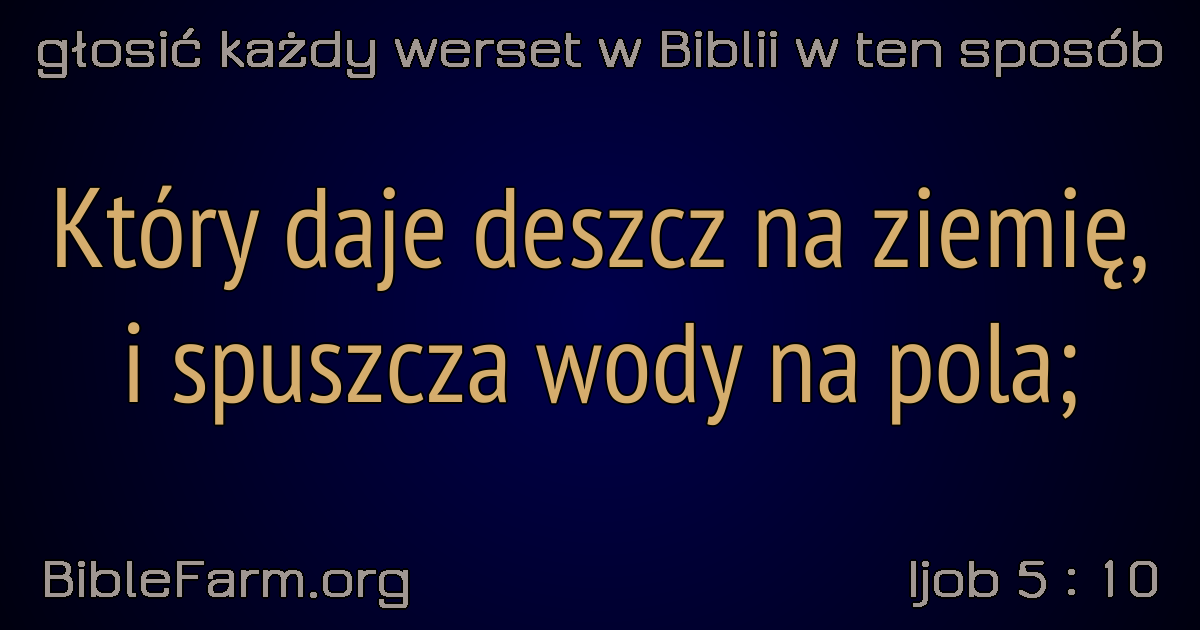 głosić każdy werset w Biblii w ten sposób
Który daje deszcz na ziemię,
i spuszcza wody na pola;
BibleFarm.org
Ijob 5 : 10